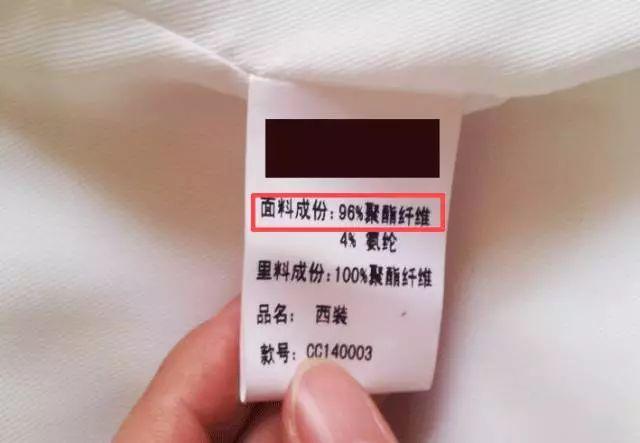 面料成份:96%聚酯纤维
4% 氨纶
里料成份:100%聚酯纤维
品名: 西装
款号: CC140003